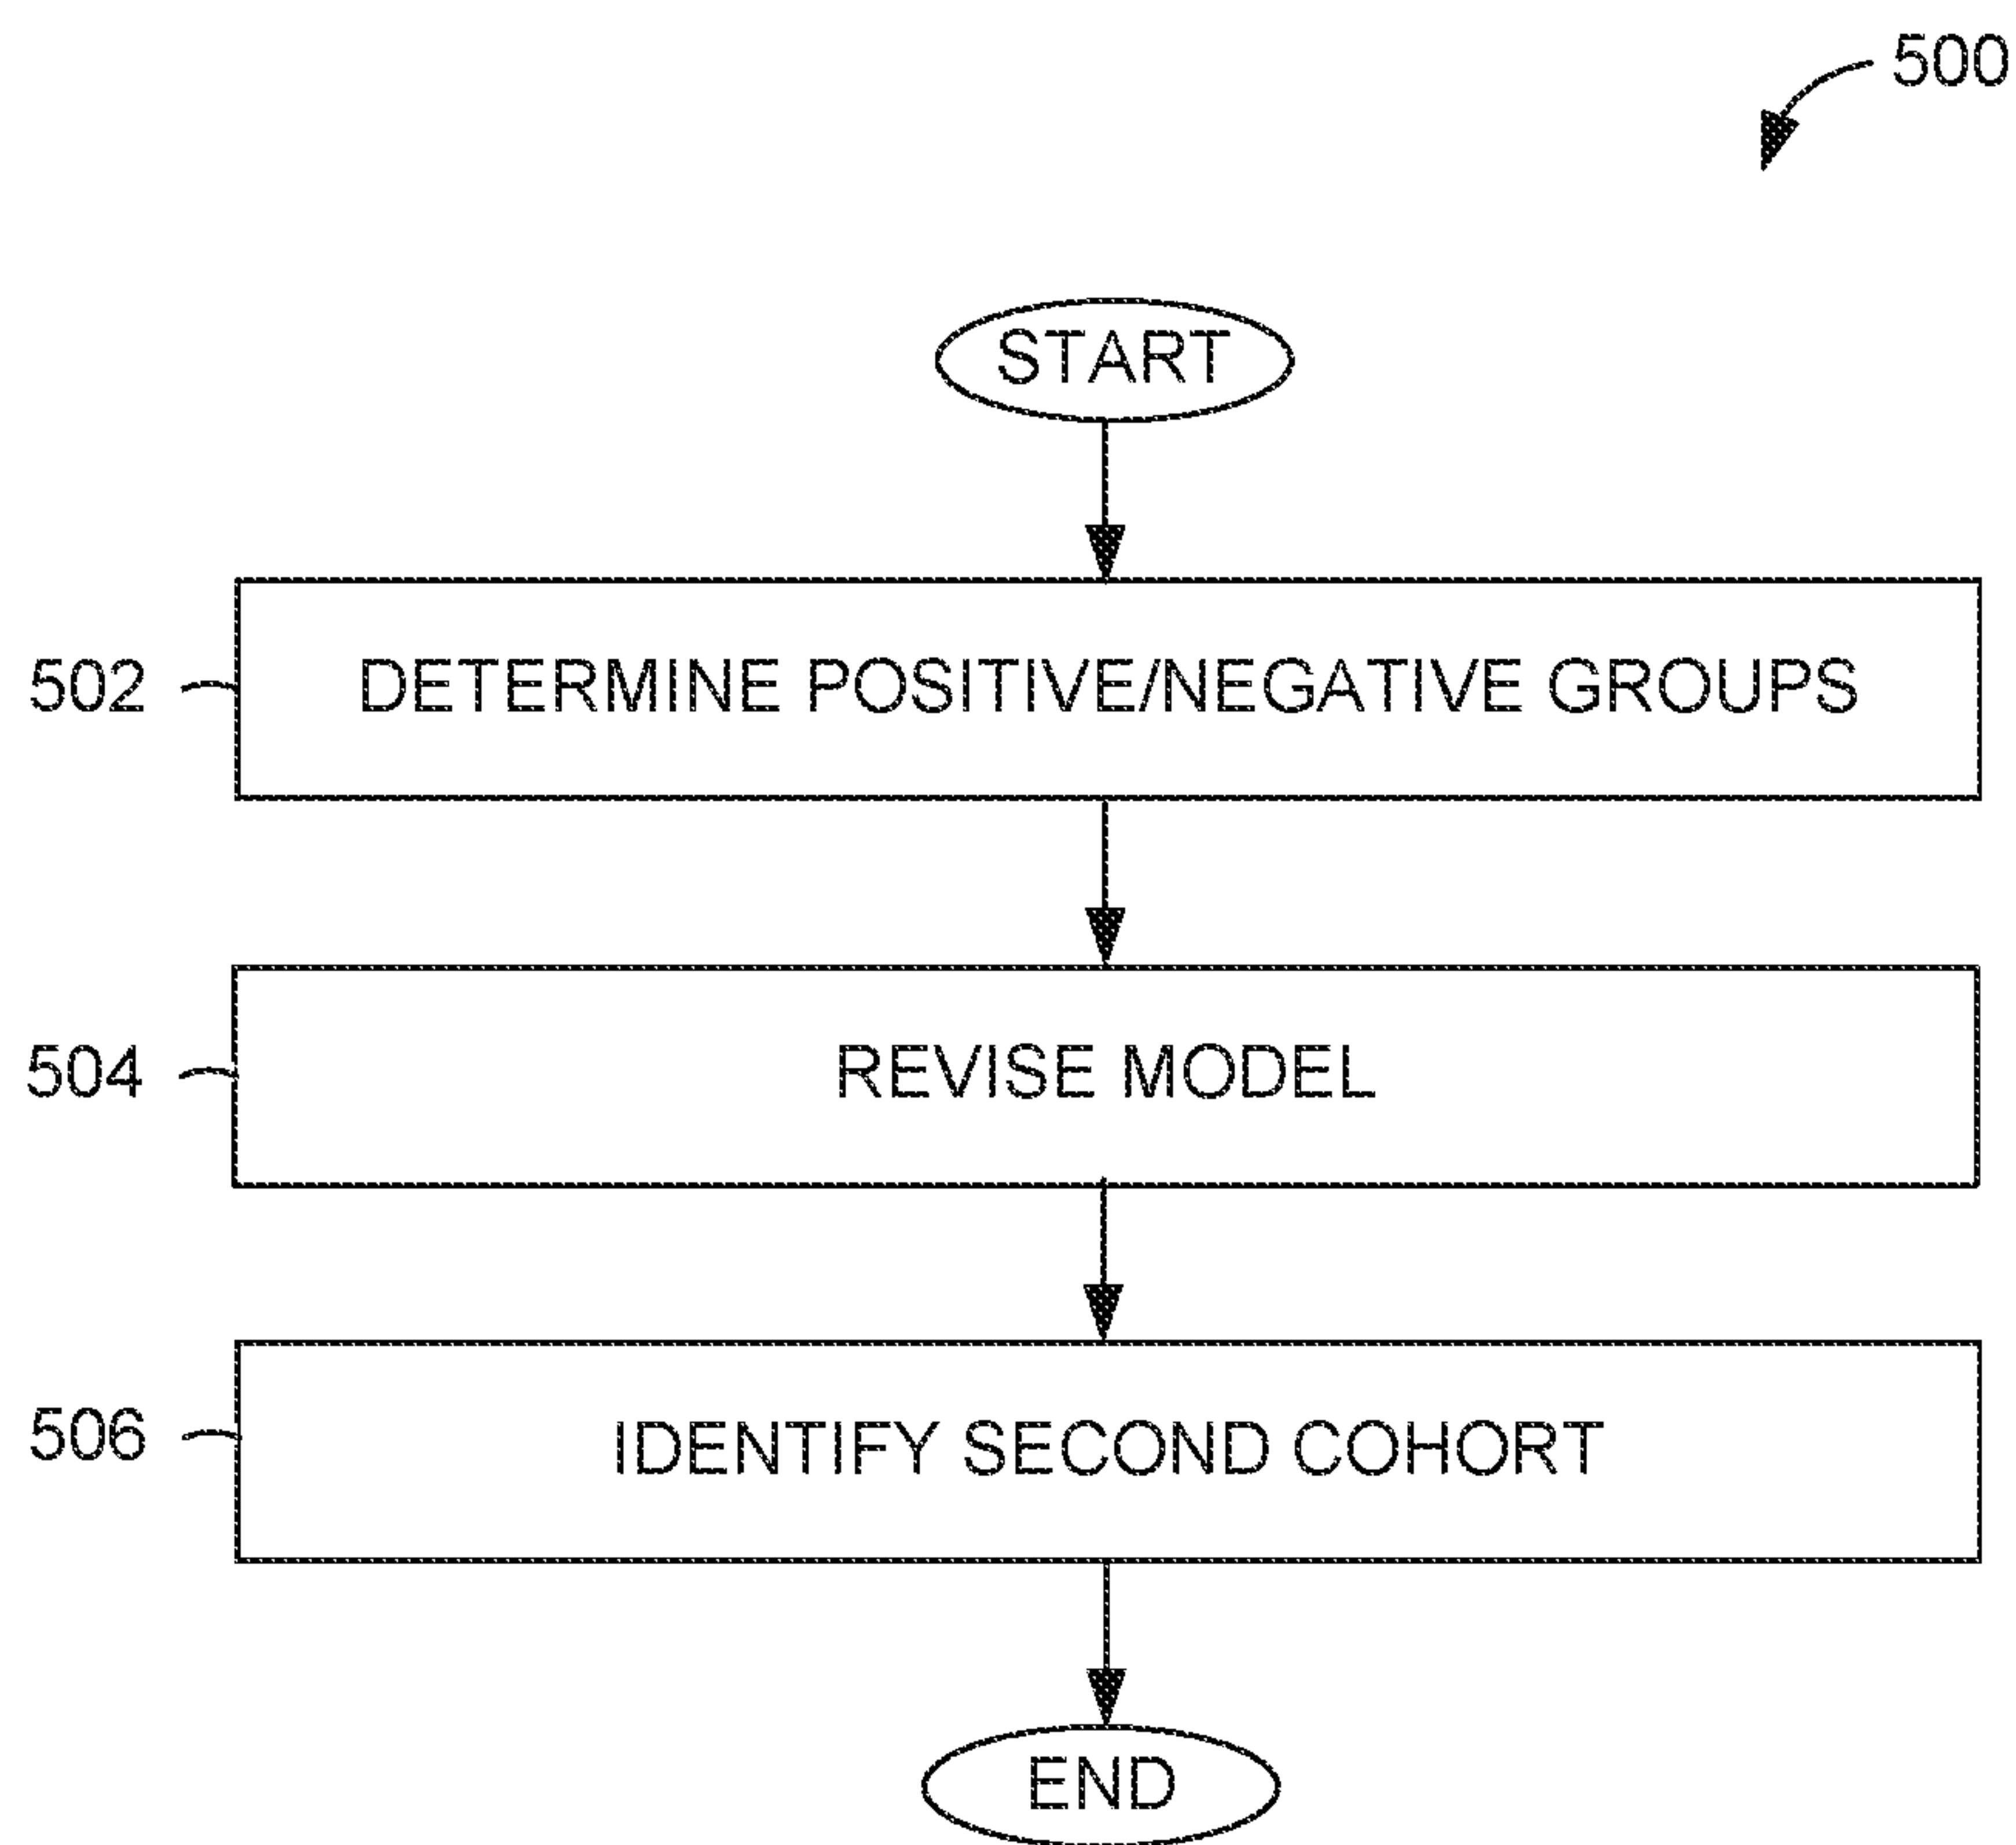 500
START
502 DETERMINE POSITIVE/NEGATIVE GROUPS
504 REVISE MODEL
506 IDENTIFY SECOND COHORT
END